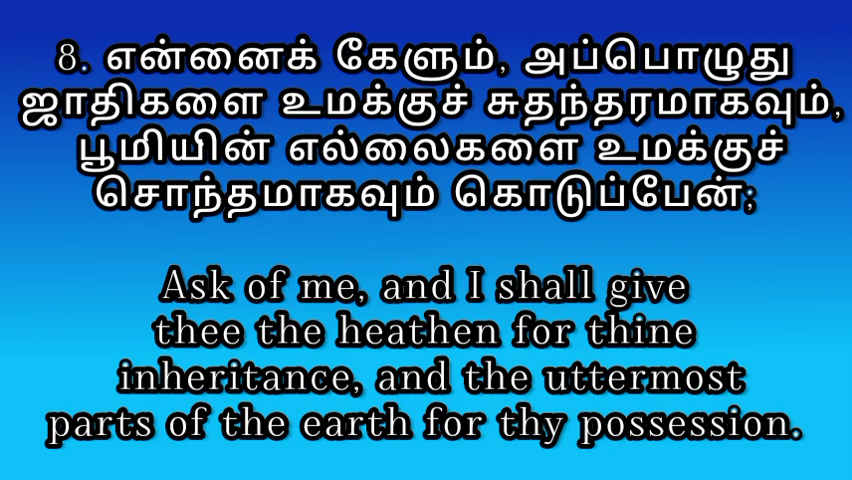 8. என்னைக் கேளும், அப்பொழுது
ஜாதிகளை உமக்குச் சுதந்தரமாகவும்,
பூமியின் எல்லைகளை உமக்குச்
சொந்தமாகவும் கொடுப்பேன்;
Ask of me, and I shall give
thee the heathen for thine
inheritance, and the uttermost
parts of the earth for thy possession.